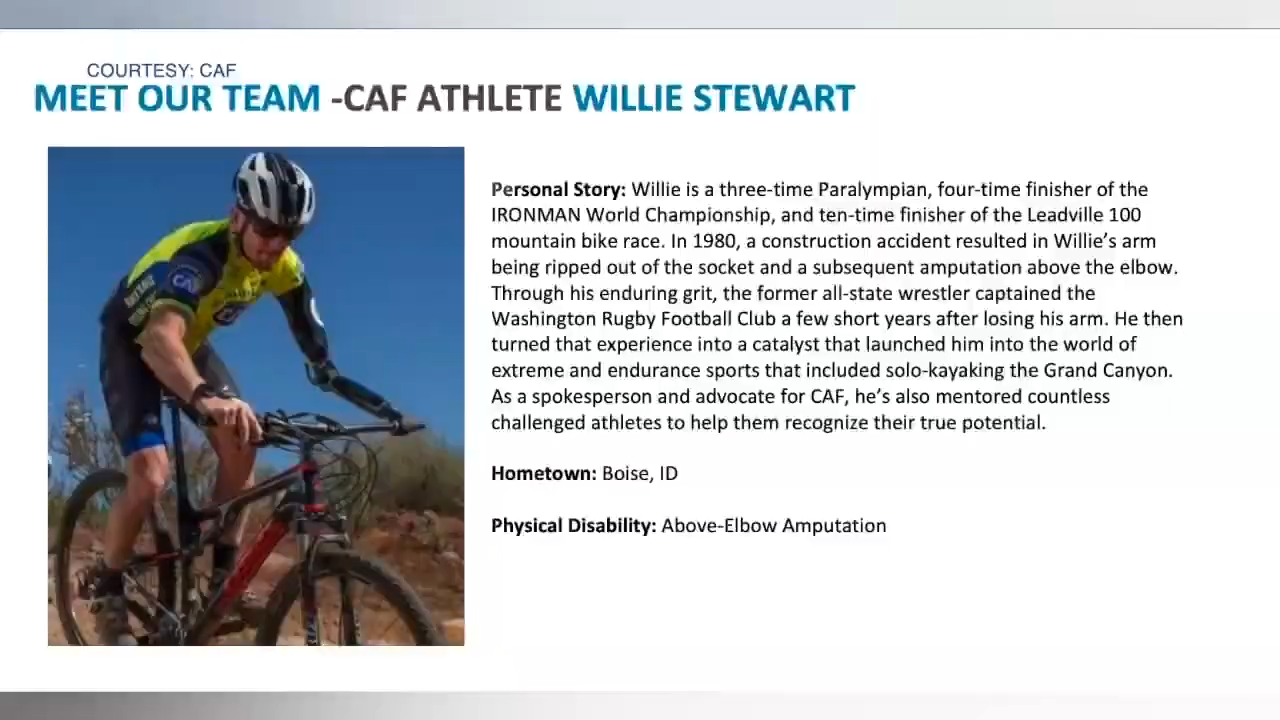 COURTESY: CAF
MEET OUR TEAM -CAF ATHLETE WILLIE STEWART
Personal Story: Willie is a three-time Paralympian, four-time finisher of the
IRONMAN World Championship, and ten-time finisher of the Leadville 100
mountain bike race. In 1980, a construction accident resulted in Willie’s arm
being ripped out of the socket and a subsequent amputation above the elbow.
Through his enduring grit, the former all-state wrestler captained the
Washington Rugby Football Club a few short years after losing his arm. He then
turned that experience into a catalyst that launched him into the world of
extreme and endurance sports that included solo-kayaking the Grand Canyon.
As a spokesperson and advocate for CAF, he’s also mentored countless
challenged athletes to help them recognize their true potential.
Hometown: Boise, ID
Physical Disability: Above-Elbow Amputation